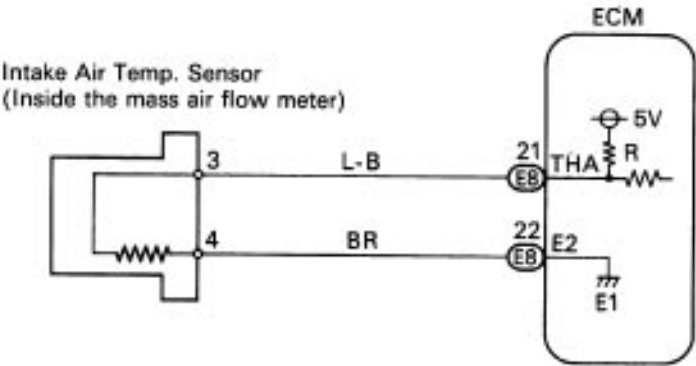 ECM
Intake Air Temp. Sensor
(Inside the mass air flow meter)
5V
R
3
L-B
21
E8
THA
4
BR
22
E8
E2
E1